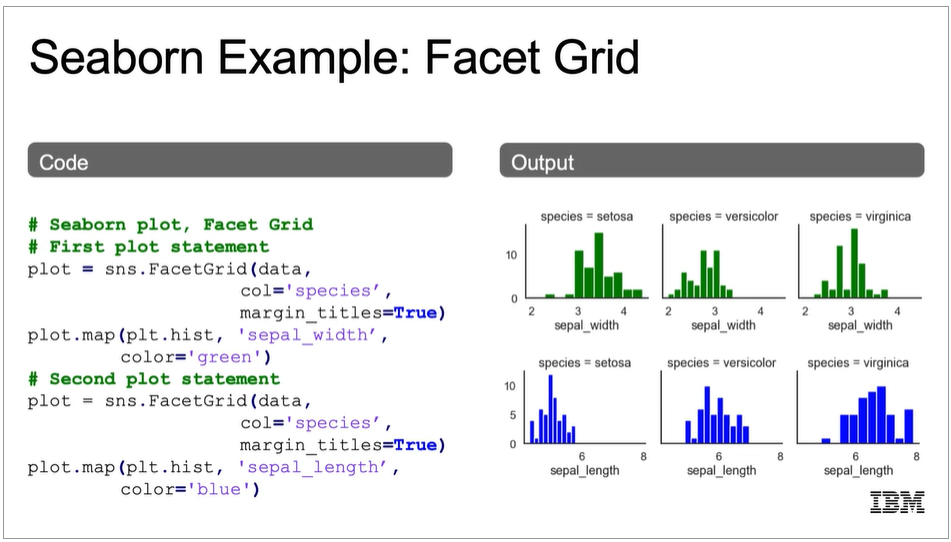 Seaborn Example: Facet Grid
Code
# Seaborn plot, Facet Grid
# First plot statement
plot = sns.FacetGrid(data,
col='species’,
margin_titles=True)
plot.map(plt.hist, 'sepal_width’,
color='green')
# Second plot statement
plot = sns.FacetGrid(data,
col='species’,
margin_titles=True)
plot.map(plt.hist, 'sepal_length’,
color='blue')
Output
species = setosa species = versicolor species = virginica
10
0
2 3 4 2 3 4 2 3 4
sepal_width sepal_width sepal_width
species = setosa species = versicolor species = virginica
10
5
0
6 8 6 8 6 8
sepal_length sepal_length sepal_length
IBM